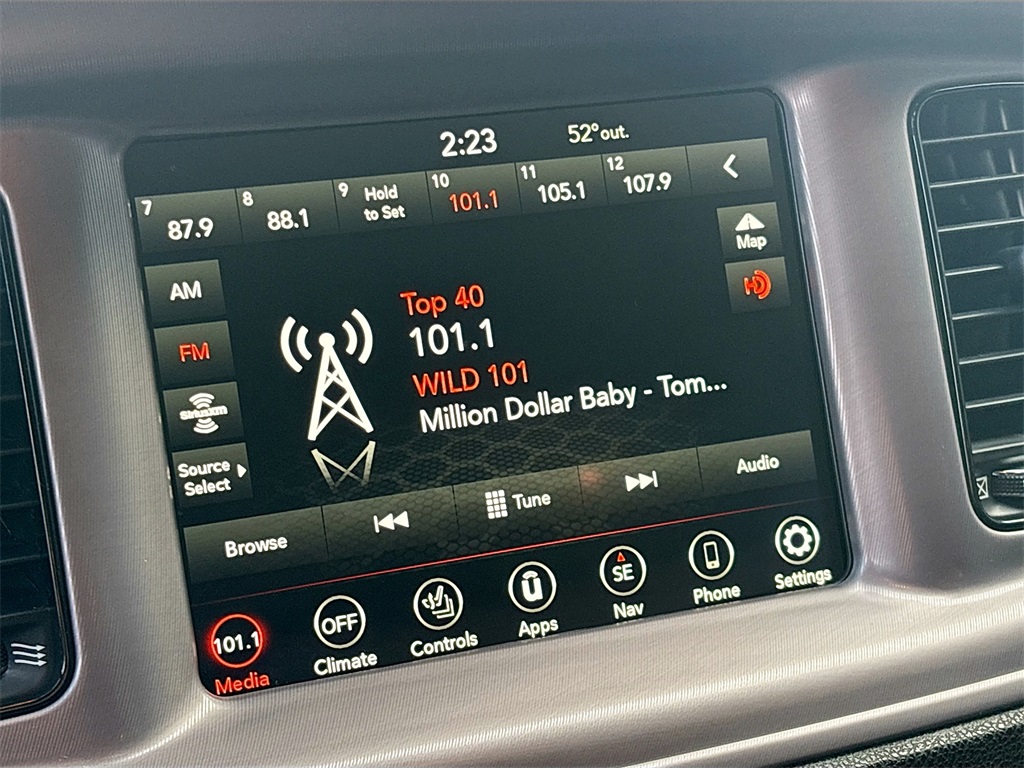 2:23
52° out.
7
87.9
8
88.1
9
Hold
to Set
10
101.1
11
105.1
12
107.9
Map
AM
FM
SiriusXM
Source
Select
HD
Top 40
101.1
WILD 101
Million Dollar Baby - Tom...
Browse
Tune
Audio
101.1
Media
OFF
Climate
Controls
u
Apps
SE
Nav
Phone
Settings